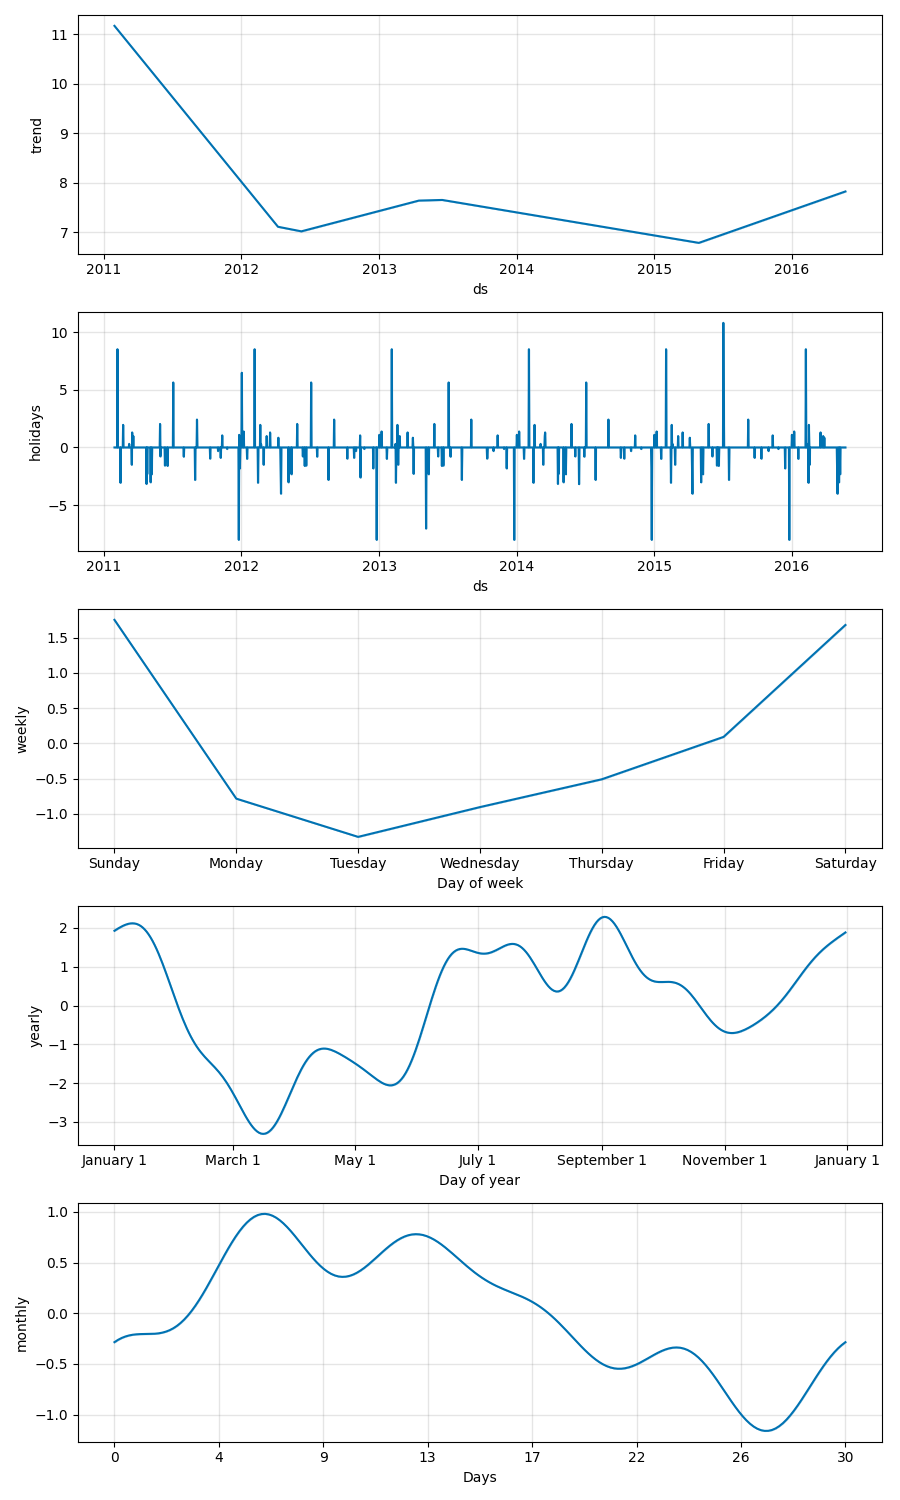 11
10
9
8
7
trend
2011 2012 2013 2014 2015 2016
ds
10
5
0
−5
holidays
2011 2012 2013 2014 2015 2016
ds
1.5
1.0
0.5
0.0
−0.5
−1.0
weekly
Sunday Monday Tuesday Wednesday Thursday Friday Saturday
Day of week
2
1
0
−1
−2
−3
yearly
January 1 March 1 May 1 July 1 September 1 November 1 January 1
Day of year
1.0
0.5
0.0
−0.5
−1.0
monthly
0 4 9 13 17 22 26 30
Days